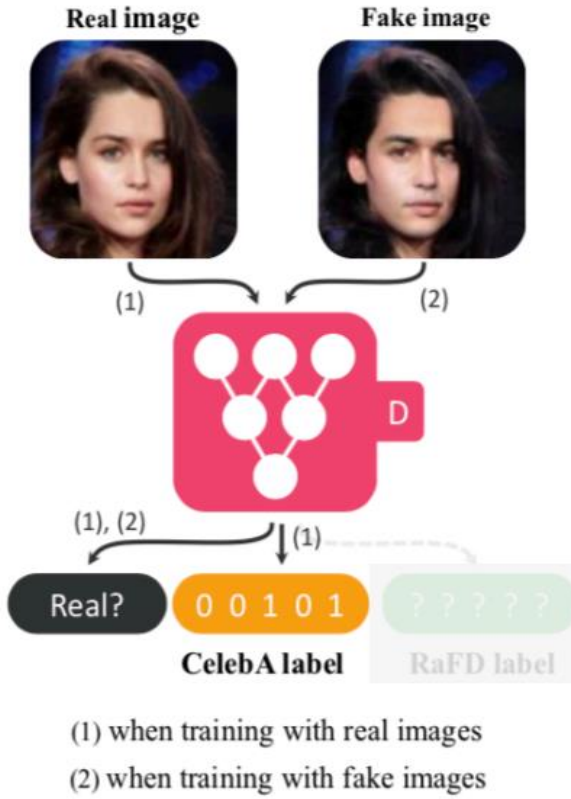 Real image
Fake image
(1)
(2)
D
(1), (2)
(1)
Real?
0 0 1 0 1
? ? ? ? ?
CelebA label
RaFD label
(1) when training with real images
(2) when training with fake images